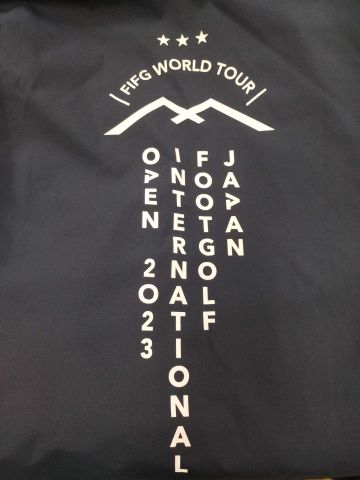 FIFG WORLD TOUR
JAPAN
FOOTGOLF
INTERNATIONAL
OPEN 2023